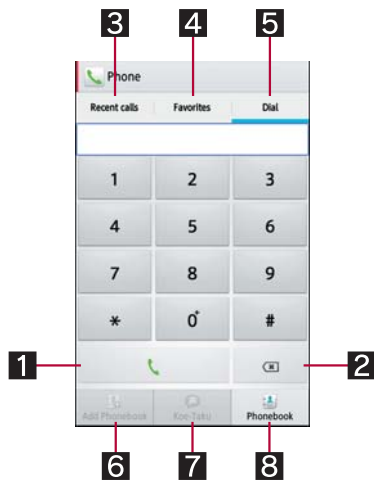 3 4 5
Phone
Recent calls Favorites Dial
1 2 3
4 5 6
7 8 9
* 0+ #
1 2
Add Phonebook Koe-Taku Phonebook
6 7 8